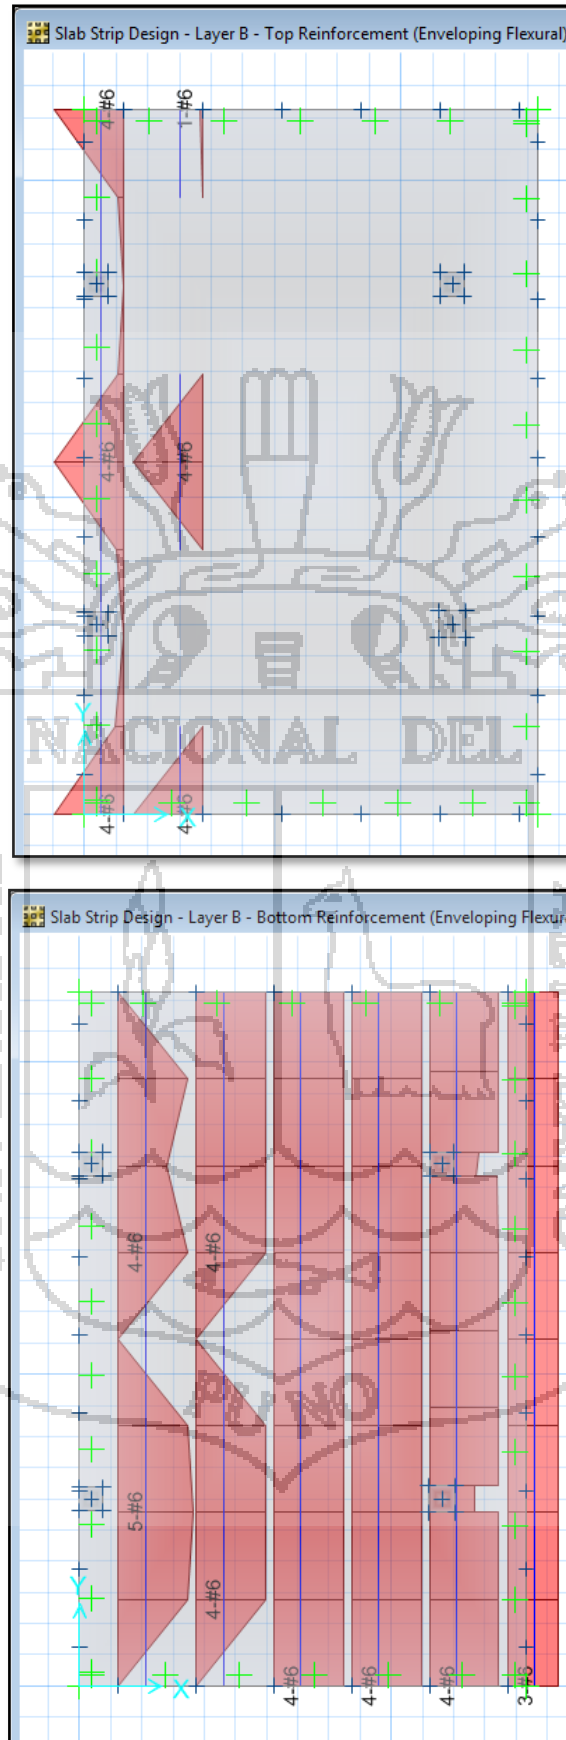 Slab Strip Design - Layer B - Top Reinforcement (Enveloping Flexural)
4-#6
1-#6
4-#6
4-#6
Y
NACIONAL DEL
4-#6
4-#6
X
Slab Strip Design - Layer B - Bottom Reinforcement (Enveloping Flexur
4-#6
4-#6
PUNO
5-#6
4-#6
Y
X
4-#6
4-#6
4-#6